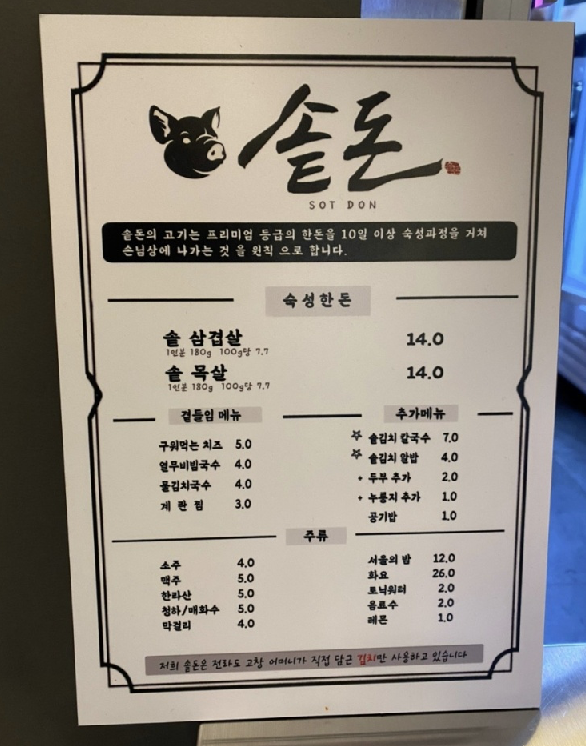 솥돈
SOT DON
솥돈의 고기는 프리미엄 등급의 한돈을 10일 이상 숙성과정을 거쳐
손님상에 나가는 것 을 원칙 으로 합니다.
숙성한돈
솥 삼겹살 14.0
1인분 180g 100g당 7.7
솥 목살 14.0
1인분 180g 100g당 7.7
곁들임 메뉴
구워먹는 치즈 5.0
열무비빔국수 4.0
물김치국수 4.0
계 란 찜 3.0
추가메뉴
솥김치 칼국수 7.0
솥김치 알밥 4.0
+ 두부 추가 2.0
+ 누룽지 추가 1.0
공기밥 1.0
주류
소주 4.0
맥주 5.0
한라산 5.0
청하/매화수 5.0
막걸리 4.0
서울의 밤 12.0
화요 26.0
토닉워터 2.0
음료수 2.0
레몬 1.0
저희 솥돈은 전라도 고창 어머니가 직접 담근 김치만 사용하고 있습니다